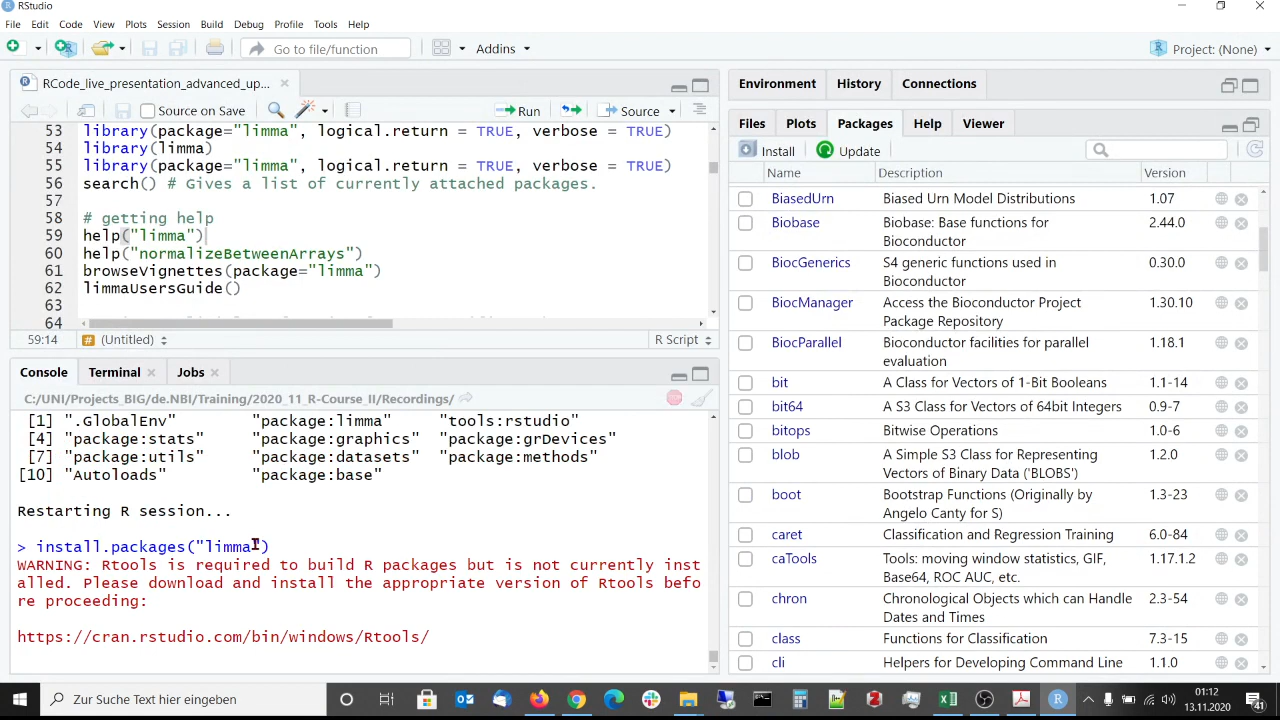 RStudio
File Edit Code View Plots Session Build Debug Profile Tools Help
Go to file/function Addins Project: (None)
RCode_live_presentation_advanced_up...
Source on Save Run Source
53 library(package="limma", logical.return = TRUE, verbose = TRUE)
54 library(limma)
55 library(package="limma", logical.return = TRUE, verbose = TRUE)
56 search() # Gives a list of currently attached packages.
57
58 # getting help
59 help("limma")
60 help("normalizeBetweenArrays")
61 browseVignettes(package="limma")
62 limmaUsersGuide()
63
64
59:14 # (Untitled) R Script
Console Terminal Jobs
C:/UNI/Projects_BIG/de.NBI/Training/2020_11_R-Course_II/Recordings/
[1] ".GlobalEnv" "package:limma" "tools:rstudio"
[4] "package:stats" "package:graphics" "package:grDevices"
[7] "package:utils" "package:datasets" "package:methods"
[10] "Autoloads" "package:base"
Restarting R session...
> install.packages("limma")
WARNING: Rtools is required to build R packages but is not currently inst
alled. Please download and install the appropriate version of Rtools befo
re proceeding:
https://cran.rstudio.com/bin/windows/Rtools/
Environment History Connections
Files Plots Packages Help Viewer
Install Update
Name Description Version
BiasedUrn Biased Urn Model Distributions 1.07
Biobase Biobase: Base functions for 2.44.0
Bioconductor
BiocGenerics S4 generic functions used in 0.30.0
Bioconductor
BiocManager Access the Bioconductor Project 1.30.10
Package Repository
BiocParallel Bioconductor facilities for parallel 1.18.1
evaluation
bit A Class for Vectors of 1-Bit Booleans 1.1-14
bit64 A S3 Class for Vectors of 64bit Integers 0.9-7
bitops Bitwise Operations 1.0-6
blob A Simple S3 Class for Representing 1.2.0
Vectors of Binary Data ('BLOBS')
boot Bootstrap Functions (Originally by 1.3-23
Angelo Canty for S)
caret Classification and Regression Training 6.0-84
caTools Tools: moving window statistics, GIF, 1.17.1.2
Base64, ROC AUC, etc.
chron Chronological Objects which can Handle 2.3-54
Dates and Times
class Functions for Classification 7.3-15
cli Helpers for Developing Command Line 1.1.0
Zur Suche Text hier eingeben
01:12
13.11.2020
41